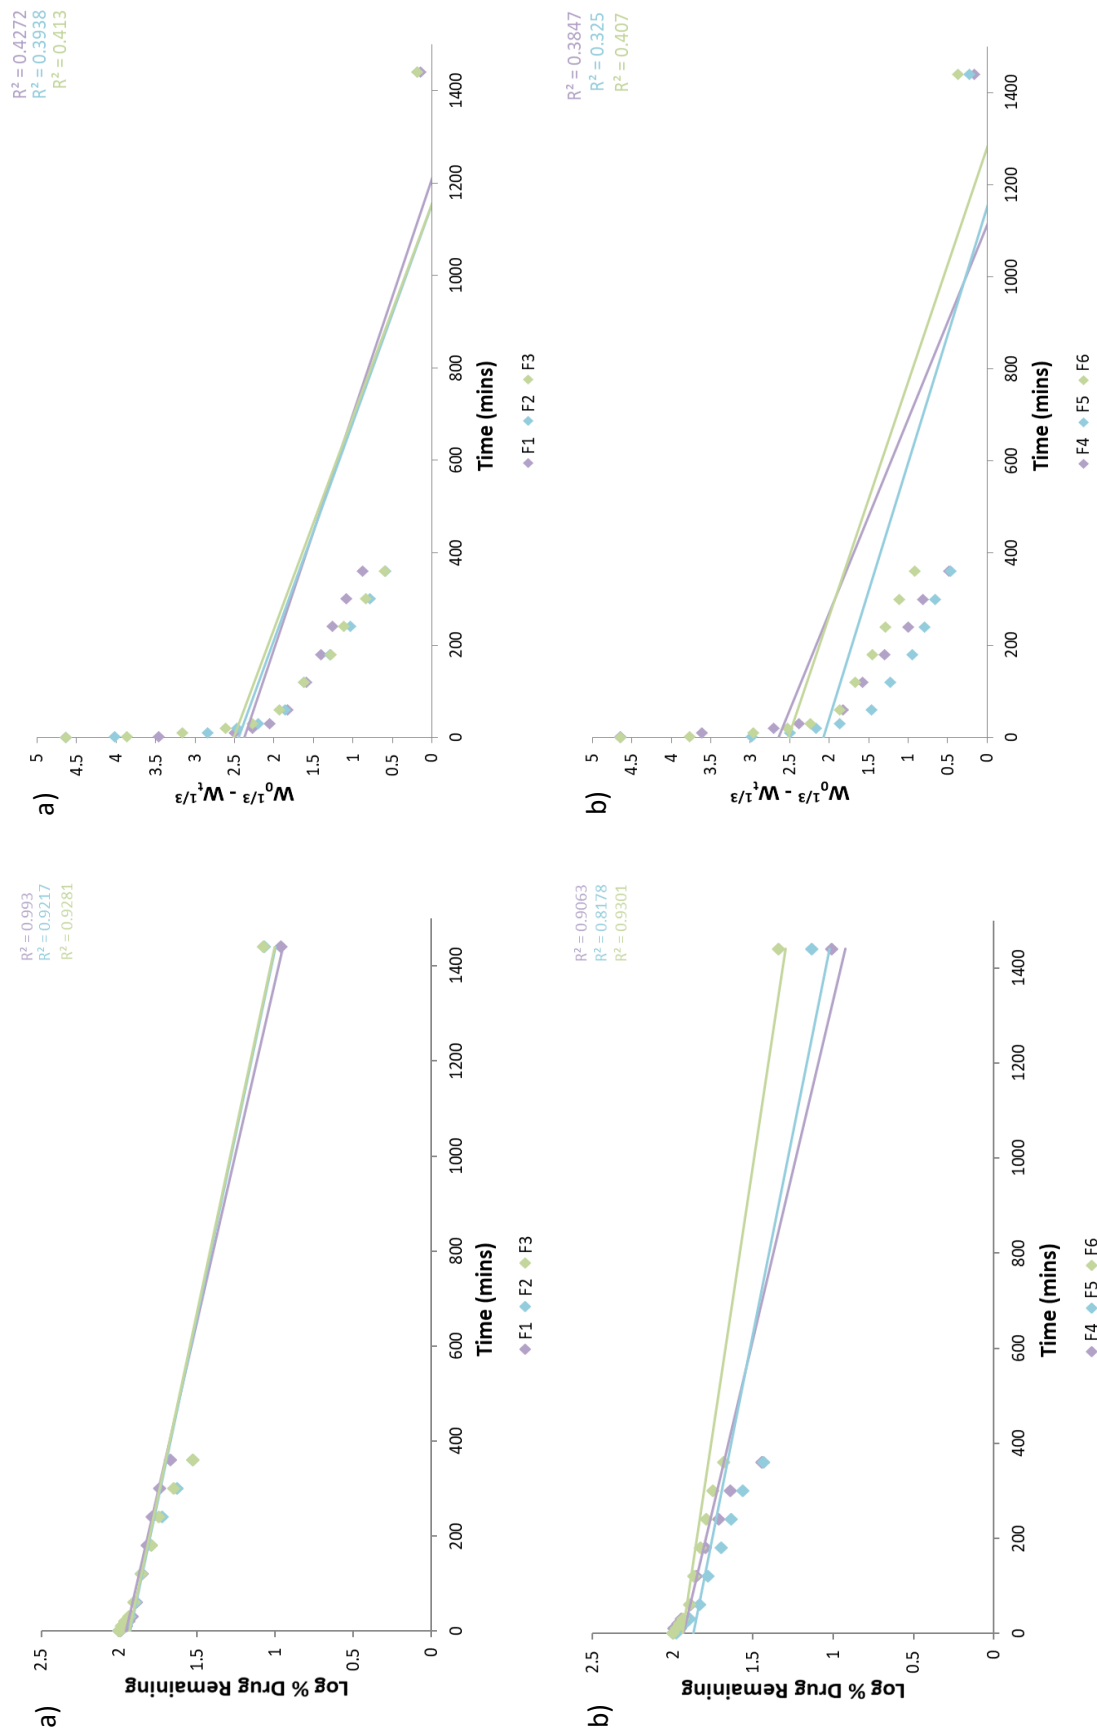 a)
R² = 0.993
R² = 0.9217
R² = 0.9281
Log % Drug Remaining
2.5
2
1.5
1
0.5
0
0
200
400
600
800
1000
1200
1400
Time (mins)
F1 F2 F3
b)
R² = 0.9063
R² = 0.8178
R² = 0.9301
Log % Drug Remaining
2.5
2
1.5
1
0.5
0
0
200
400
600
800
1000
1200
1400
Time (mins)
F4 F5 F6
a)
R² = 0.4272
R² = 0.3938
R² = 0.413
W₀¹/³ - Wₜ¹/³
5
4.5
4
3.5
3
2.5
2
1.5
1
0.5
0
0
200
400
600
800
1000
1200
1400
Time (mins)
F1 F2 F3
b)
R² = 0.3847
R² = 0.325
R² = 0.407
W₀¹/³ - Wₜ¹/³
5
4.5
4
3.5
3
2.5
2
1.5
1
0.5
0
0
200
400
600
800
1000
1200
1400
Time (mins)
F4 F5 F6